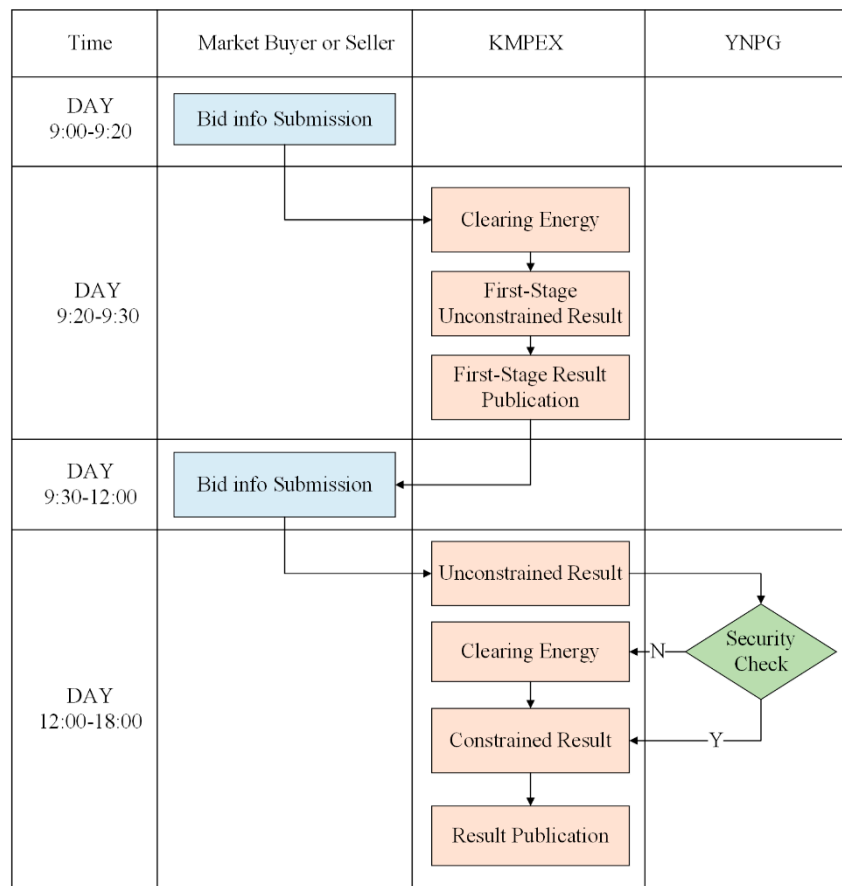 Time
Market Buyer or Seller
KMPEX
YNPG
DAY
9:00-9:20
Bid info Submission
DAY
9:20-9:30
Clearing Energy
First-Stage
Unconstrained Result
First-Stage Result
Publication
DAY
9:30-12:00
Bid info Submission
DAY
12:00-18:00
Unconstrained Result
Security
Check
N
Clearing Energy
Y
Constrained Result
Result Publication